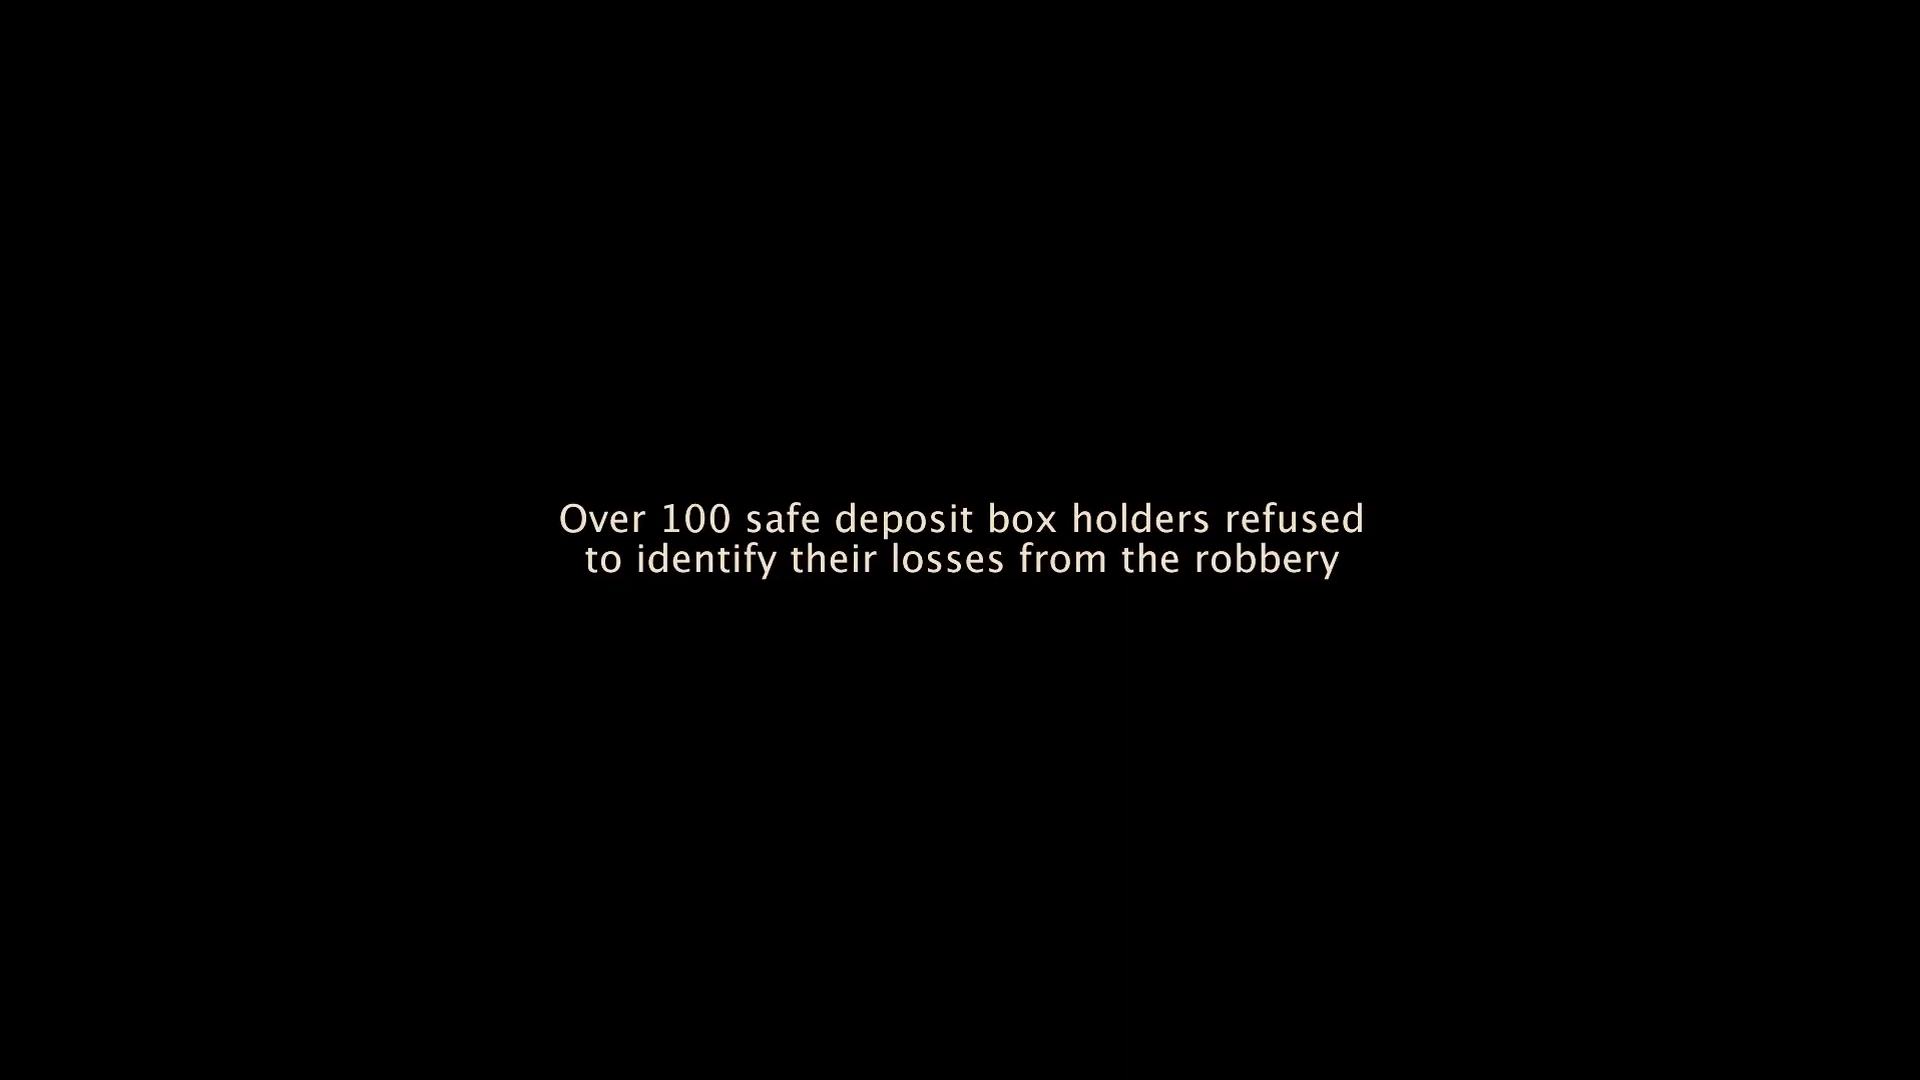 Over 100 safe deposit box holders refused
to identify their losses from the robbery